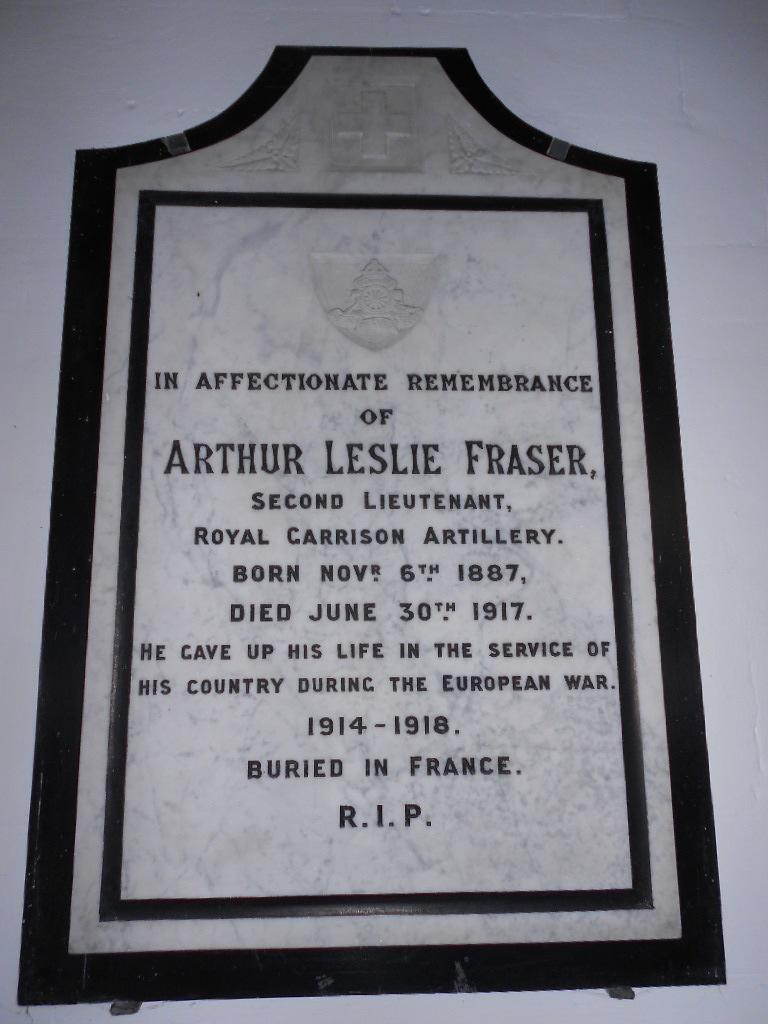 IN AFFECTIONATE REMEMBRANCE
OF
ARTHUR LESLIE FRASER,
SECOND LIEUTENANT,
ROYAL GARRISON ARTILLERY.
BORN NOVR 6TH 1887,
DIED JUNE 30TH 1917.
HE GAVE UP HIS LIFE IN THE SERVICE OF
HIS COUNTRY DURING THE EUROPEAN WAR.
1914-1918.
BURIED IN FRANCE.
R.I.P.